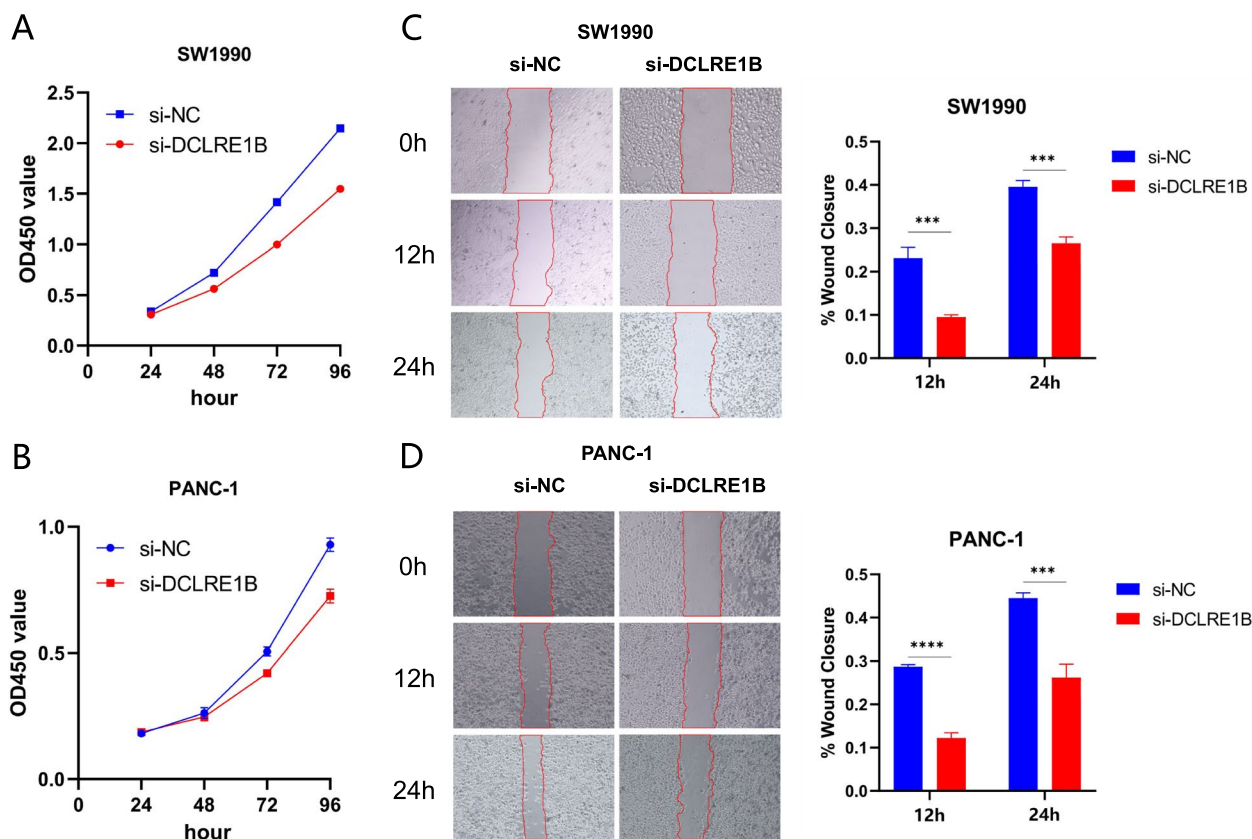 A
SW1990
2.5
2.0
1.5
1.0
0.5
0.0
OD450 value
si-NC
si-DCLRE1B
0 24 48 72 96
hour
B
PANC-1
1.0
0.5
0.0
OD450 value
si-NC
si-DCLRE1B
0 24 48 72 96
hour
C
SW1990
si-NC si-DCLRE1B
0h
12h
24h
SW1990
0.4
0.3
0.2
0.1
0.0
% Wound Closure
*** ***
12h 24h
si-NC
si-DCLRE1B
D
PANC-1
si-NC si-DCLRE1B
0h
12h
24h
PANC-1
0.5
0.4
0.3
0.2
0.1
0.0
% Wound Closure
**** ***
12h 24h
si-NC
si-DCLRE1B